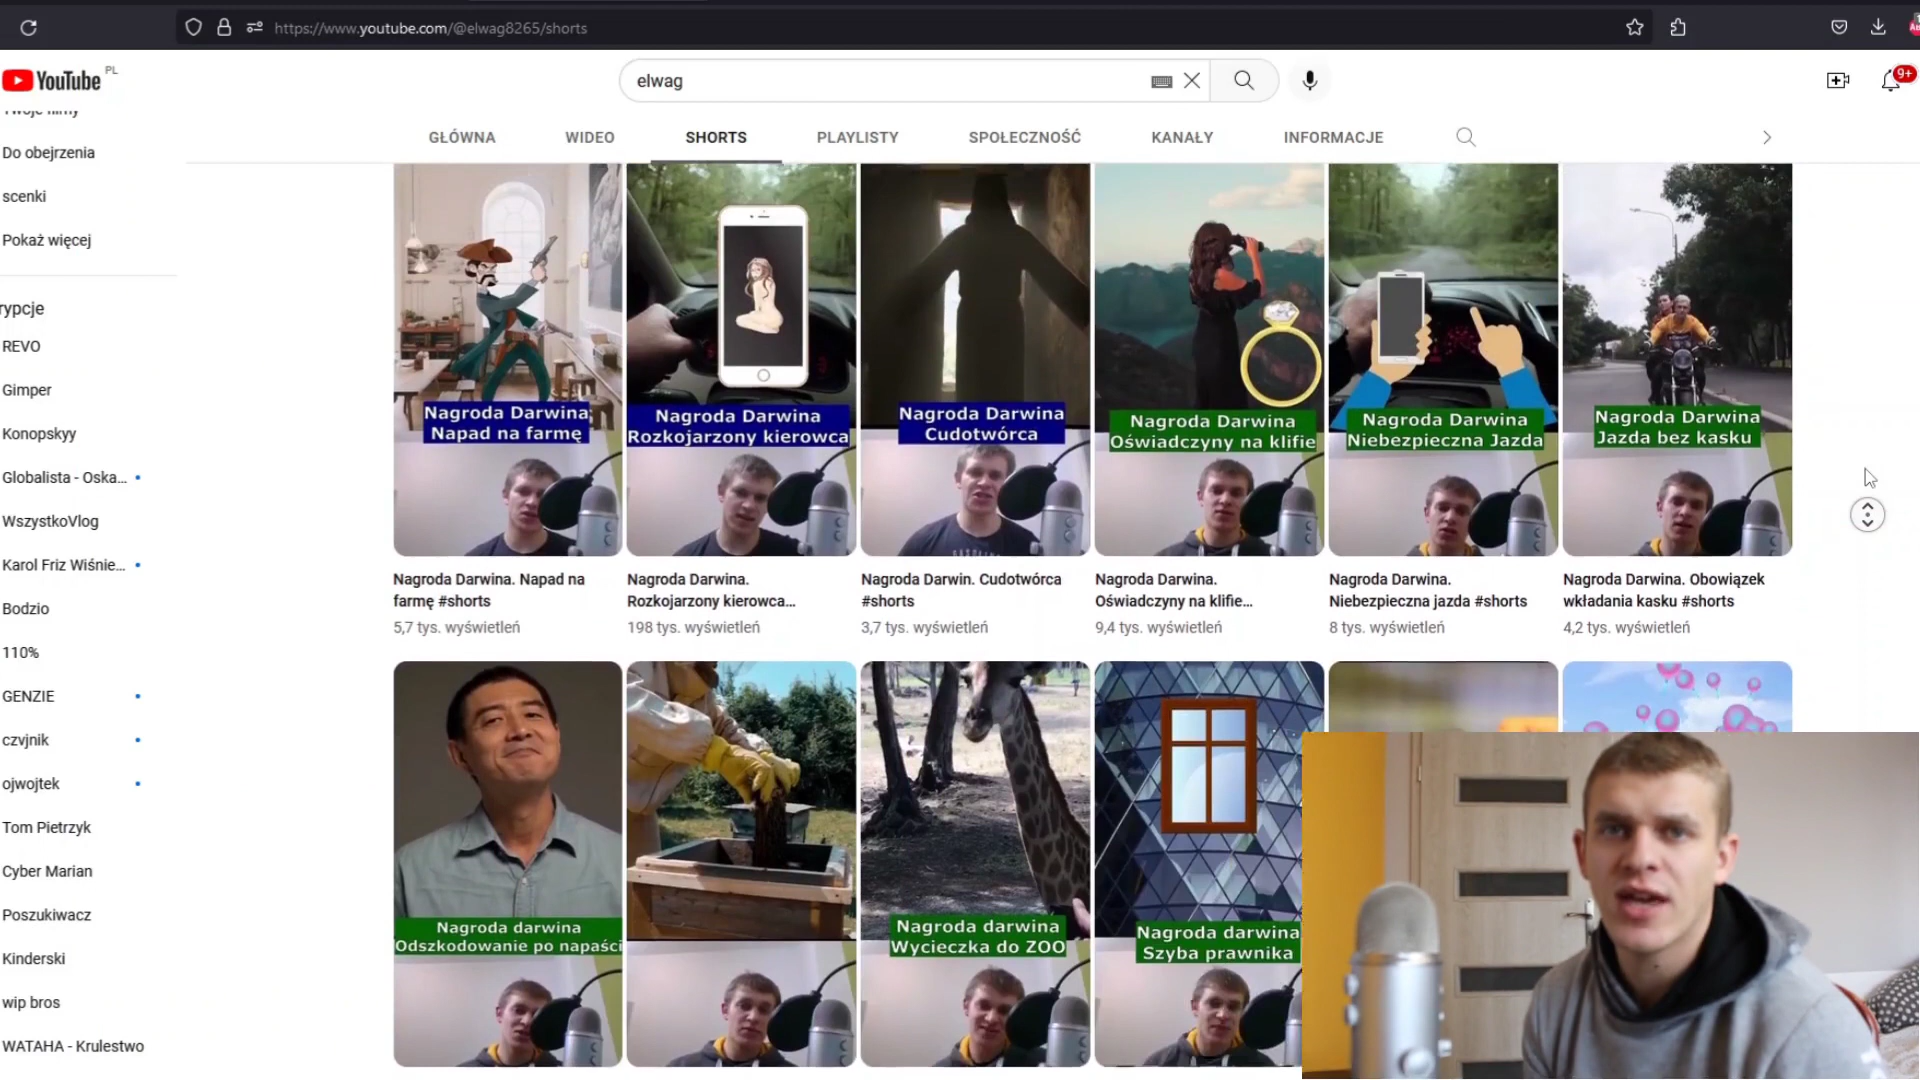 https://www.youtube.com/@elwag8265/shorts
YouTube PL
elwag
9+
Twoje filmy
Do obejrzenia
scenki
Pokaż więcej
rypcje
REVO
Gimper
Konopskyy
Globalista - Oska...
WszystkoVlog
Karol Friz Wiśnie...
Bodzio
110%
GENZIE
czvjnik
ojwojtek
Tom Pietrzyk
Cyber Marian
Poszukiwacz
Kinderski
wip bros
WATAHA - Krulestwo
GŁÓWNA
WIDEO
SHORTS
PLAYLISTY
SPOŁECZNOŚĆ
KANAŁY
INFORMACJE
Nagroda Darwina
Napad na farmę
Nagroda Darwina. Napad na
farmę #shorts
5,7 tys. wyświetleń
Nagroda Darwina
Rozkojarzony kierowca
Nagroda Darwina.
Rozkojarzony kierowca...
198 tys. wyświetleń
Nagroda Darwina
Cudotwórca
Nagroda Darwin. Cudotwórca
#shorts
3,7 tys. wyświetleń
Nagroda Darwina
Oświadczyny na klifie
Nagroda Darwina.
Oświadczyny na klifie...
9,4 tys. wyświetleń
Nagroda Darwina
Niebezpieczna Jazda
Nagroda Darwina.
Niebezpieczna jazda #shorts
8 tys. wyświetleń
Nagroda Darwina
Jazda bez kasku
Nagroda Darwina. Obowiązek
wkładania kasku #shorts
4,2 tys. wyświetleń
Nagroda darwina
Odszkodowanie po napaści
Nagroda darwina
Wycieczka do ZOO
Nagroda darwina
Szyba prawnika